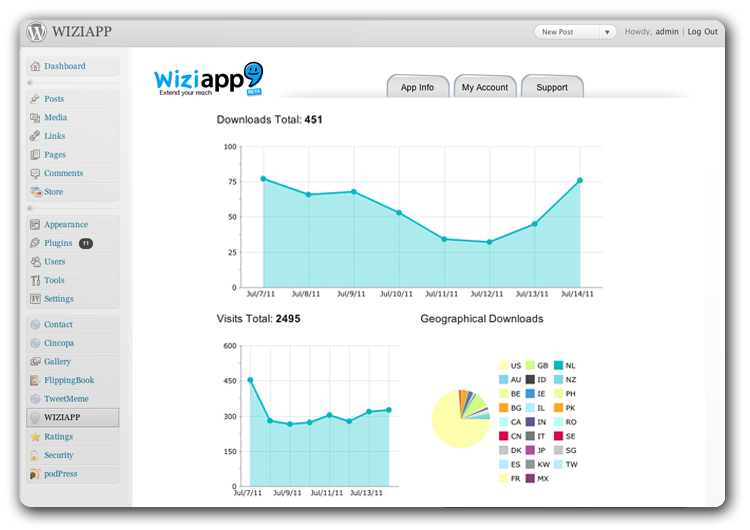 WIZIAPP
New Post
Howdy, admin | Log Out
Dashboard
Posts
Media
Links
Pages
Comments
Store
Appearance
Plugins 11
Users
Tools
Settings
Contact
Cincopa
Gallery
FlippingBook
TweetMeme
WIZIAPP
Ratings
Security
podPress
Wiziapp
BETA
Extend your reach
App Info
My Account
Support
Downloads Total: 451
100
75
50
25
0
Jul/7/11 Jul/8/11 Jul/9/11 Jul/10/11 Jul/11/11 Jul/12/11 Jul/13/11 Jul/14/11
Visits Total: 2495
600
450
300
150
0
Jul/7/11 Jul/9/11 Jul/11/11 Jul/13/11
Geographical Downloads
US GB NL
AU ID NZ
BE IE PH
BG IL PK
CA IN RO
CN IT SE
DK JP SG
ES KW TW
FR MX